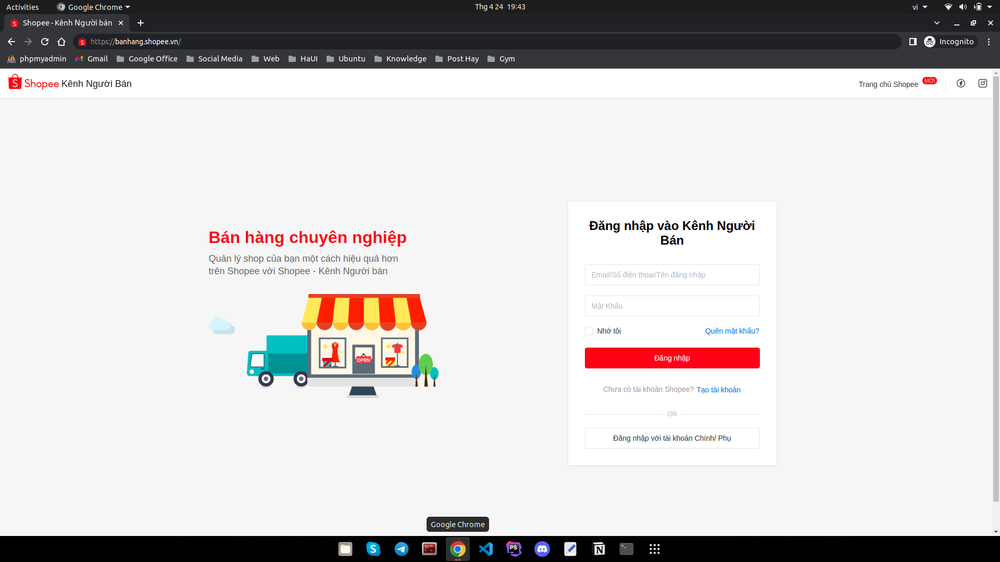 Activities
Google Chrome
Thg 4 24 19:43
vi
Shopee - Kênh Người bán
https://banhang.shopee.vn/
Incognito
phpmyadmin
Gmail
Google Office
Social Media
Web
HaUI
Ubuntu
Knowledge
Post Hay
Gym
Shopee Kênh Người Bán
Trang chủ Shopee
MỚI
Bán hàng chuyên nghiệp
Quản lý shop của bạn một cách hiệu quả hơn
trên Shopee với Shopee - Kênh Người bán
OPEN
Đăng nhập vào Kênh Người
Bán
Email/Số điện thoại/Tên đăng nhập
Mật Khẩu
Nhớ tôi
Quên mật khẩu?
Đăng nhập
Chưa có tài khoản Shopee? Tạo tài khoản
OR
Đăng nhập với tài khoản Chính/ Phụ
Google Chrome
PS